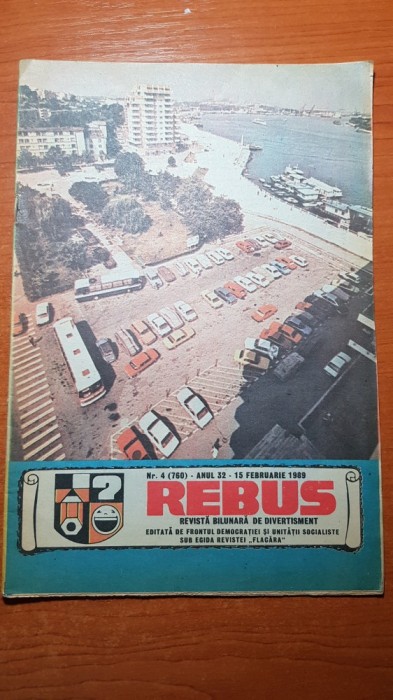 Nr. 4 (760) - ANUL 32 - 15 FEBRUARIE 1989
?
REBUS
REVISTĂ BILUNARĂ DE DIVERTISMENT
EDITATĂ DE FRONTUL DEMOCRAȚIEI ȘI UNITĂȚII SOCIALISTE
SUB EGIDA REVISTEI „FLACĂRA"